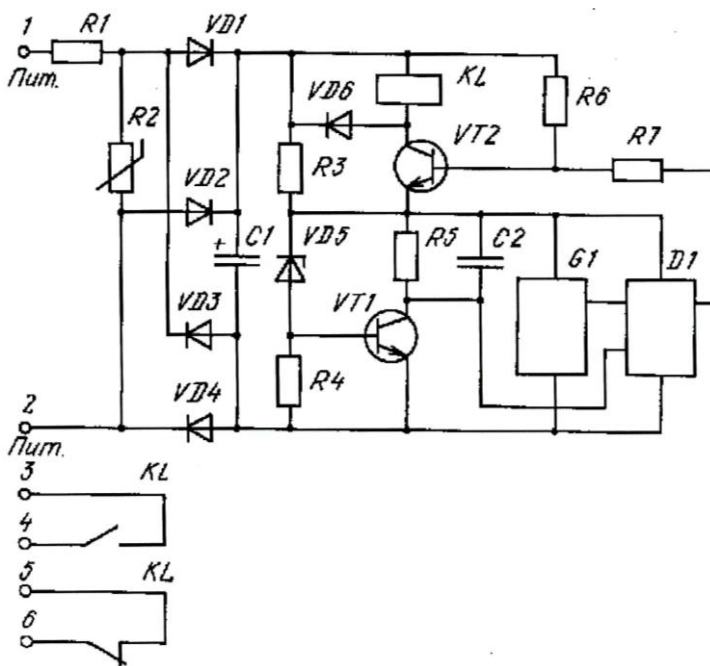 1
R1
VD1
Пит.
R2
VD6
KL
R6
VT2
R7
R3
VD2
C1
+
VD5
R5
C2
G1
D1
VD3
VT1
R4
VD4
2
Пит.
3
KL
4
5
KL
6